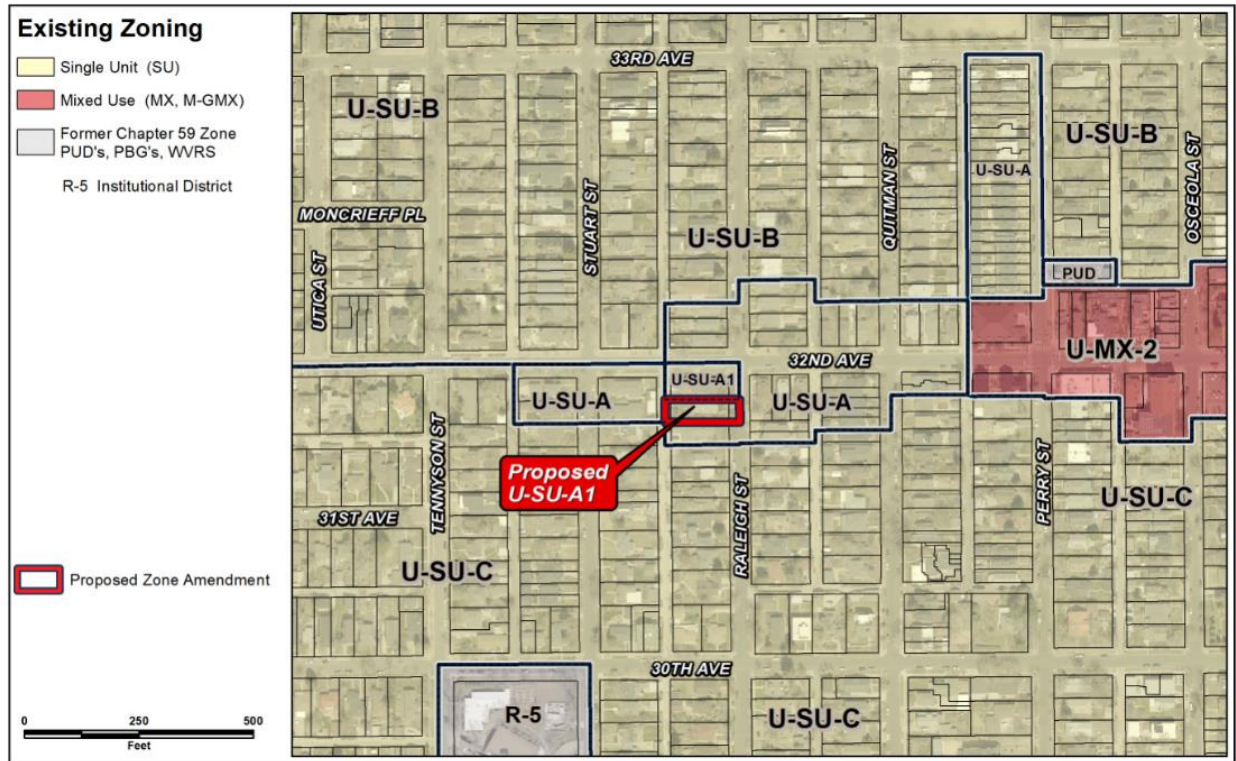 Existing Zoning
Single Unit (SU)
Mixed Use (MX, M-GMX)
Former Chapter 59 Zone
PUD's, PBG's, WVRS
R-5 Institutional District
Proposed Zone Amendment
0 250 500
Feet
33RD AVE
U-SU-B
U-SU-B
U-SU-A
MONCRIEFF PL
STUART ST
QUITMAN ST
OSCEOLA ST
U-SU-B
UTICA ST
PUD
32ND AVE
U-MX-2
U-SU-A1
U-SU-A
U-SU-A
Proposed
U-SU-A1
TENNYSON ST
RALEIGH ST
PERRY ST
U-SU-C
31ST AVE
U-SU-C
30TH AVE
R-5
U-SU-C